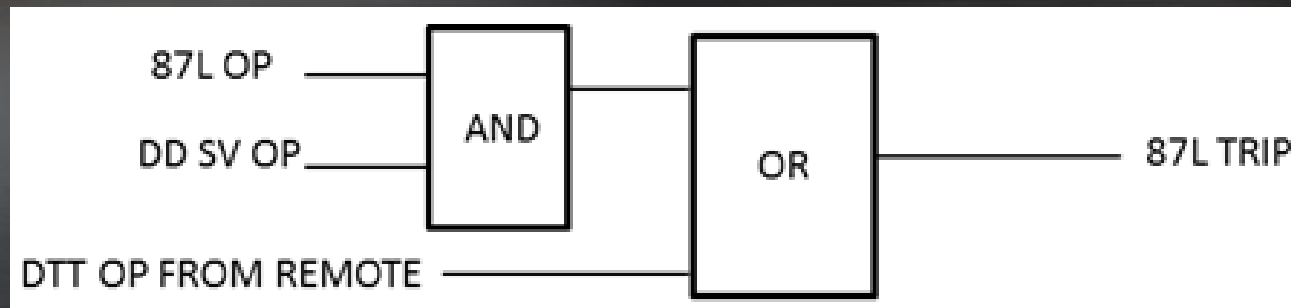 87L OP
DD SV OP
AND
OR
87L TRIP
DTT OP FROM REMOTE